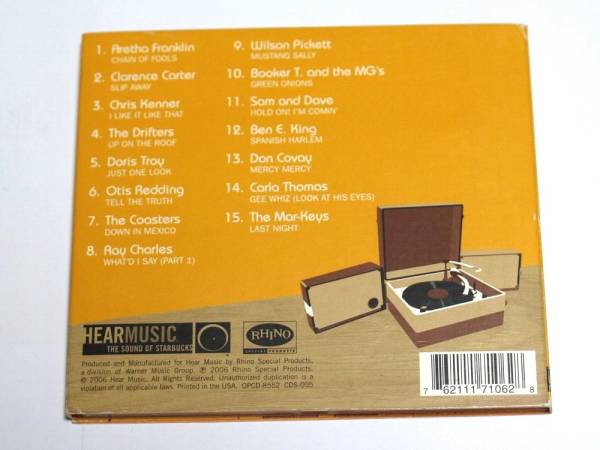 1. Aretha Franklin
CHAIN OF FOOLS
2. Clarence Carter
SLIP AWAY
3. Chris Kenner
I LIKE IT LIKE THAT
4. The Drifters
UP ON THE ROOF
5. Doris Troy
JUST ONE LOOK
6. Otis Redding
TELL THE TRUTH
7. The Coasters
DOWN IN MEXICO
8. Ray Charles
WHAT'D I SAY (PART 1)
9. Wilson Pickett
MUSTANG SALLY
10. Booker T. and the MG's
GREEN ONIONS
11. Sam and Dave
HOLD ON! I'M COMIN'
12. Ben E. King
SPANISH HARLEM
13. Don Covay
MERCY MERCY
14. Carla Thomas
GEE WHIZ (LOOK AT HIS EYES)
15. The Mar-Keys
LAST NIGHT
HEARMUSIC
THE SOUND OF STARBUCKS
RHINO
SPECIAL PRODUCTS
Produced and Manufactured for Hear Music by Rhino Special Products,
a division of Warner Music Group. ℗ 2006 Rhino Special Products.
© 2006 Hear Music. All Rights Reserved. Unauthorized duplication is a
violation of all applicable laws. Printed in the USA. OPCD-8552 CDS-005
7 62111 71062 8